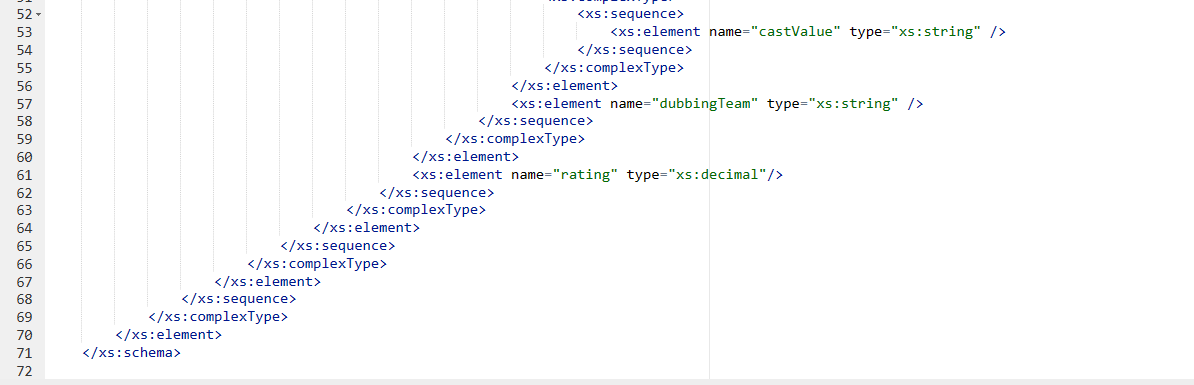 52 <xs:sequence>
53 <xs:element name="castValue" type="xs:string" />
54 </xs:sequence>
55 </xs:complexType>
56 </xs:element>
57 <xs:element name="dubbingTeam" type="xs:string" />
58 </xs:sequence>
59 </xs:complexType>
60 </xs:element>
61 <xs:element name="rating" type="xs:decimal"/>
62 </xs:sequence>
63 </xs:complexType>
64 </xs:element>
65 </xs:sequence>
66 </xs:complexType>
67 </xs:element>
68 </xs:sequence>
69 </xs:complexType>
70 </xs:element>
71 </xs:schema>
72